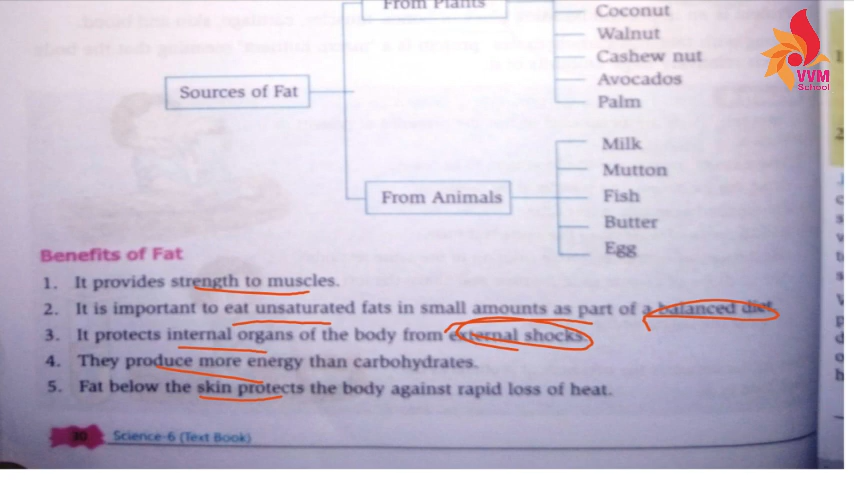 From Plants
Coconut
Walnut
Cashew nut
Avocados
Palm
Sources of Fat
From Animals
Milk
Mutton
Fish
Butter
Egg
Benefits of Fat
1. It provides strength to muscles.
2. It is important to eat unsaturated fats in small amounts as part of a balanced diet
3. It protects internal organs of the body from external shocks.
4. They produce more energy than carbohydrates.
5. Fat below the skin protects the body against rapid loss of heat.
30 Science-6 (Text Book)
VVM
School